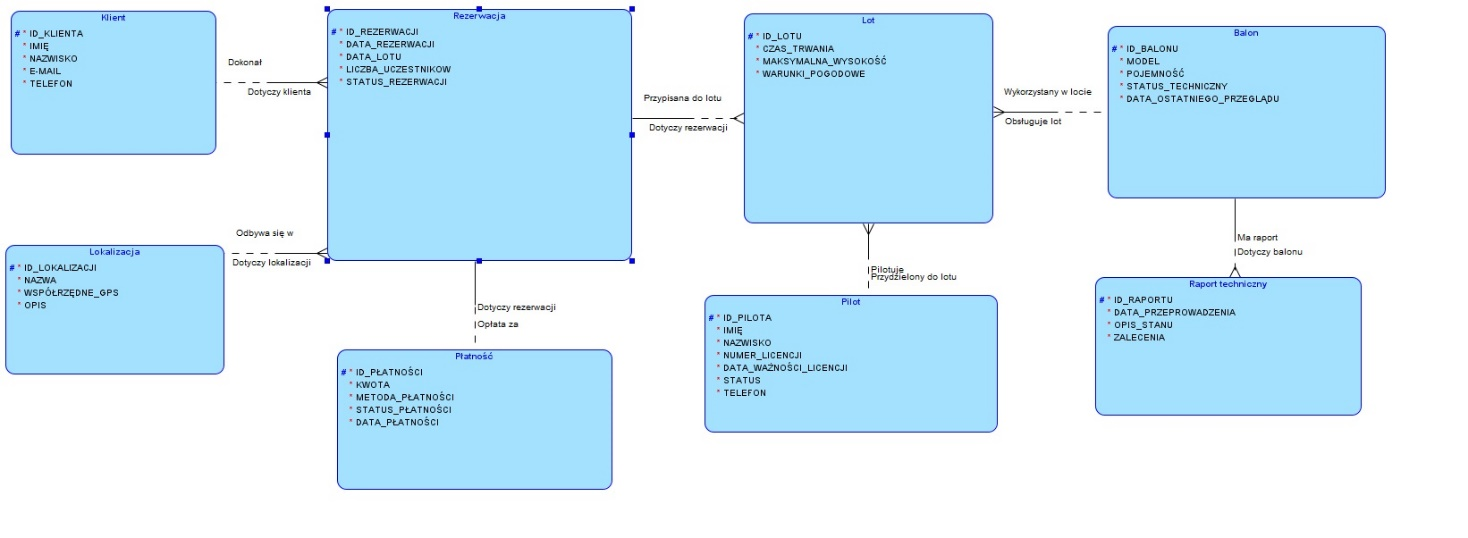 Klient
# * ID_KLIENTA
* IMIĘ
* NAZWISKO
* E-MAIL
* TELEFON
Dokonał
Dotyczy klienta
Rezerwacja
# * ID_REZERWACJI
* DATA_REZERWACJI
* DATA_LOTU
* LICZBA_UCZESTNIKOW
* STATUS_REZERWACJI
Przypisana do lotu
Dotyczy rezerwacji
Lot
# * ID_LOTU
* CZAS_TRWANIA
* MAKSYMALNA_WYSOKOŚĆ
* WARUNKI_POGODOWE
Wykorzystany w locie
Obsługuje lot
Balon
# * ID_BALONU
* MODEL
* POJEMNOŚĆ
* STATUS_TECHNICZNY
* DATA_OSTATNIEGO_PRZEGLĄDU
Odbywa się w
Dotyczy lokalizacji
Lokalizacja
# * ID_LOKALIZACJI
* NAZWA
* WSPÓŁRZĘDNE_GPS
* OPIS
Dotyczy rezerwacji
Opłata za
Płatność
# * ID_PŁATNOŚCI
* KWOTA
* METODA_PŁATNOŚCI
* STATUS_PŁATNOŚCI
* DATA_PŁATNOŚCI
Pilotuje
Przydzielony do lotu
Pilot
# * ID_PILOTA
* IMIĘ
* NAZWISKO
* NUMER_LICENCJI
* DATA_WAŻNOŚCI_LICENCJI
* STATUS
* TELEFON
Ma raport
Dotyczy balonu
Raport techniczny
# * ID_RAPORTU
* DATA_PRZEPROWADZENIA
* OPIS_STANU
* ZALECENIA